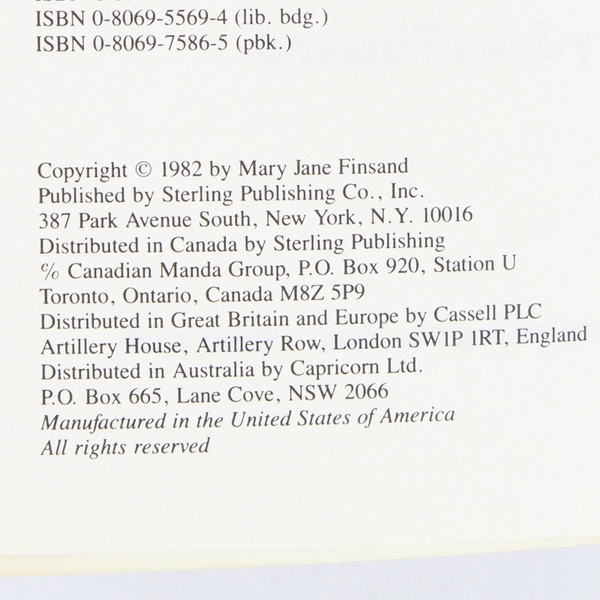 ISBN 0-8069-5569-4 (lib. bdg.)
ISBN 0-8069-7586-5 (pbk.)
Copyright © 1982 by Mary Jane Finsand
Published by Sterling Publishing Co., Inc.
387 Park Avenue South, New York, N.Y. 10016
Distributed in Canada by Sterling Publishing
℅ Canadian Manda Group, P.O. Box 920, Station U
Toronto, Ontario, Canada M8Z 5P9
Distributed in Great Britain and Europe by Cassell PLC
Artillery House, Artillery Row, London SW1P 1RT, England
Distributed in Australia by Capricorn Ltd.
P.O. Box 665, Lane Cove, NSW 2066
Manufactured in the United States of America
All rights reserved